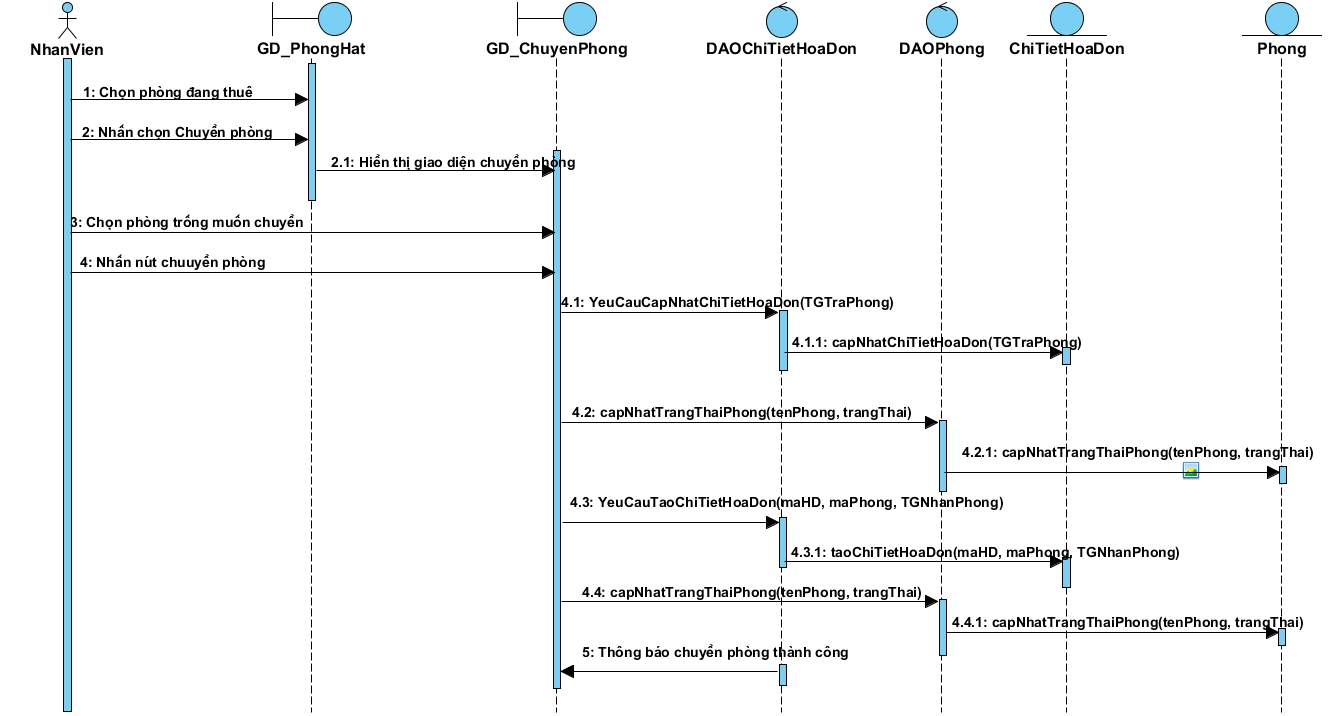 NhanVien
GD_PhongHat
GD_ChuyenPhong
DAOChiTietHoaDon
DAOPhong
ChiTietHoaDon
Phong
1: Chọn phòng đang thuê
2: Nhấn chọn Chuyển phòng
2.1: Hiển thị giao diện chuyển phòng
3: Chọn phòng trống muốn chuyển
4: Nhấn nút chuuyển phòng
4.1: YeuCauCapNhatChiTietHoaDon(TGTraPhong)
4.1.1: capNhatChiTietHoaDon(TGTraPhong)
4.2: capNhatTrangThaiPhong(tenPhong, trangThai)
4.2.1: capNhatTrangThaiPhong(tenPhong, trangThai)
4.3: YeuCauTaoChiTietHoaDon(maHD, maPhong, TGNhanPhong)
4.3.1: taoChiTietHoaDon(maHD, maPhong, TGNhanPhong)
4.4: capNhatTrangThaiPhong(tenPhong, trangThai)
4.4.1: capNhatTrangThaiPhong(tenPhong, trangThai)
5: Thông báo chuyển phòng thành công